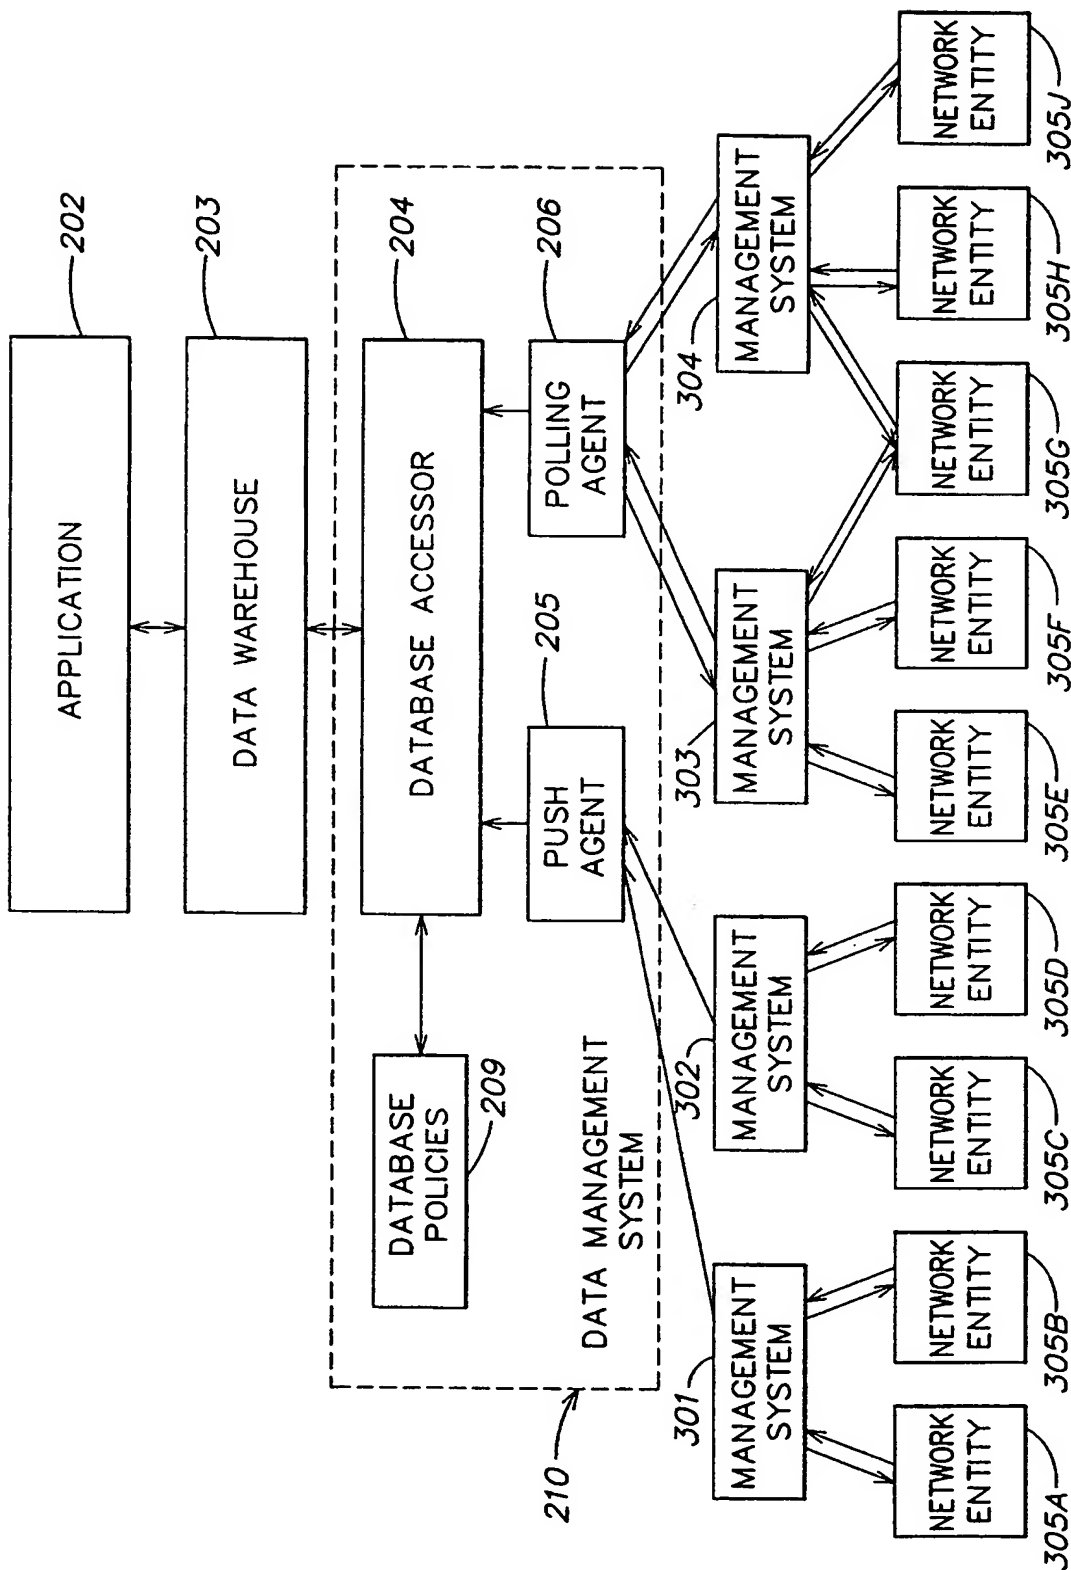 APPLICATION
202
DATA WAREHOUSE
203
DATABASE ACCESSOR
204
DATABASE
POLICIES
209
PUSH
AGENT
205
POLLING
AGENT
206
DATA MANAGEMENT
SYSTEM
210
301
MANAGEMENT
SYSTEM
302
MANAGEMENT
SYSTEM
303
MANAGEMENT
SYSTEM
304
MANAGEMENT
SYSTEM
NETWORK
ENTITY
305A
NETWORK
ENTITY
305B
NETWORK
ENTITY
305C
NETWORK
ENTITY
305D
NETWORK
ENTITY
305E
NETWORK
ENTITY
305F
NETWORK
ENTITY
305G
NETWORK
ENTITY
305H
NETWORK
ENTITY
305J